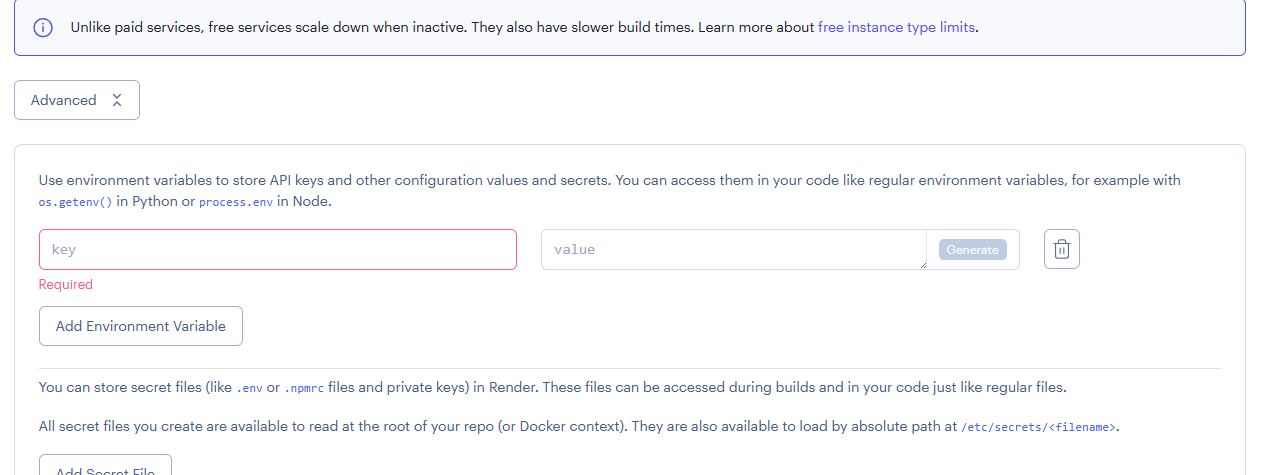 Unlike paid services, free services scale down when inactive. They also have slower build times. Learn more about free instance type limits.
Advanced
Use environment variables to store API keys and other configuration values and secrets. You can access them in your code like regular environment variables, for example with
os.getenv() in Python or process.env in Node.
key
value
Generate
Required
Add Environment Variable
You can store secret files (like .env or .npmrc files and private keys) in Render. These files can be accessed during builds and in your code just like regular files.
All secret files you create are available to read at the root of your repo (or Docker context). They are also available to load by absolute path at /etc/secrets/<filename>.
Add Secret File